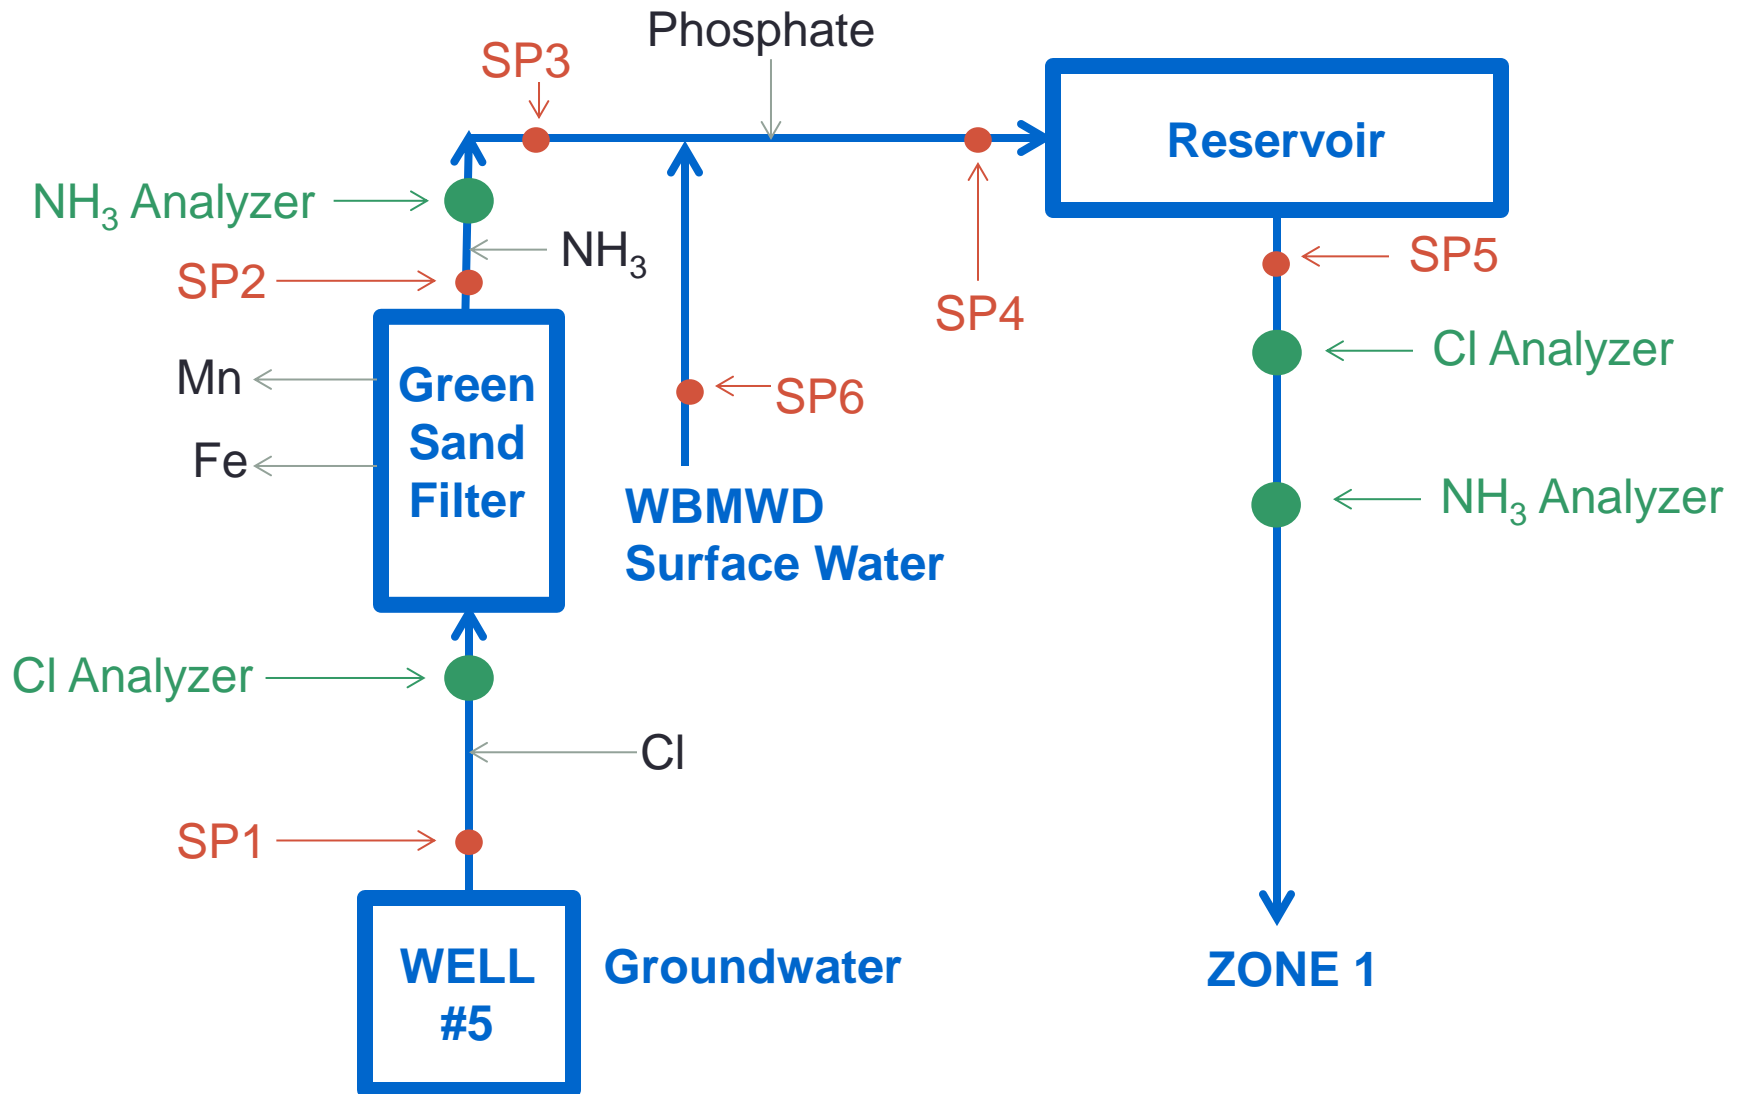 Phosphate
SP3
Reservoir
NH₃ Analyzer
NH₃
SP5
SP2
SP4
Cl Analyzer
Mn
Green
Sand
Filter
SP6
Fe
NH₃ Analyzer
WBMWD
Surface Water
Cl Analyzer
Cl
SP1
WELL
#5
Groundwater
ZONE 1